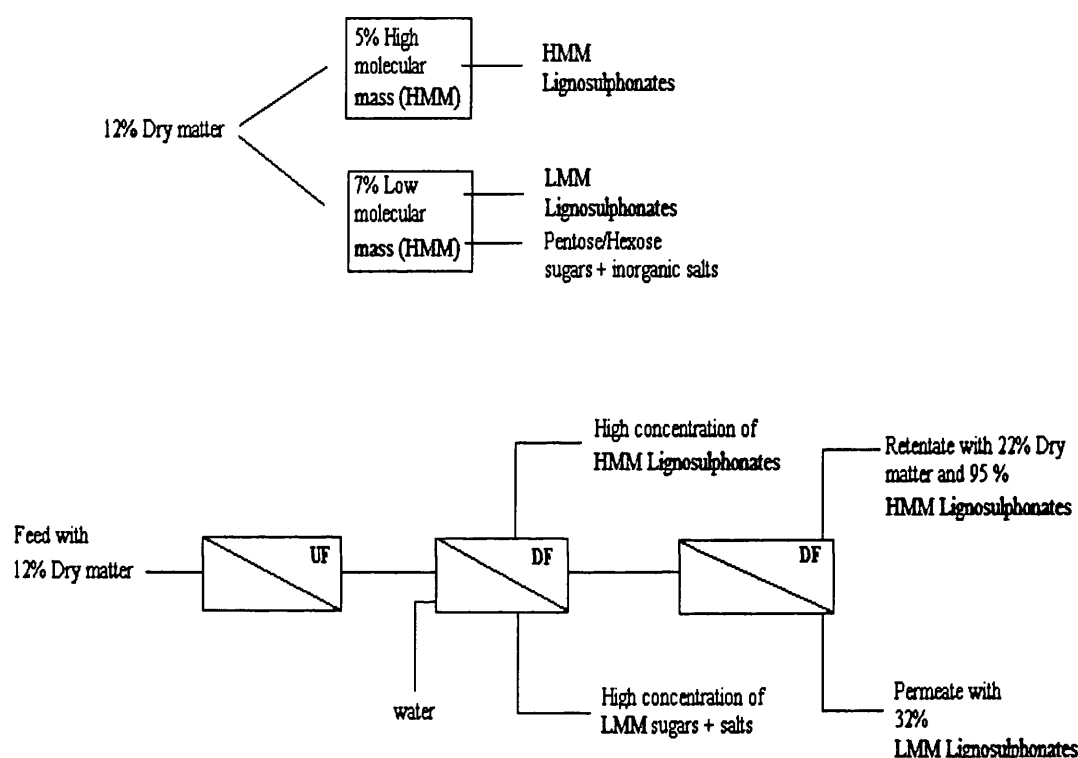 5% High
molecular
mass (HMM)
HMM
Lignosulphonates
12% Dry matter
7% Low
molecular
mass (HMM)
LMM
Lignosulphonates
Pentose/Hexose
sugars + inorganic salts
High concentration of
HMM Lignosulphonates
Retentate with 22% Dry
matter and 95 %
HMM Lignosulphonates
Feed with
12% Dry matter
UF
DF
DF
water
High concentration of
LMM sugars + salts
Permeate with
32%
LMM Lignosulphonates